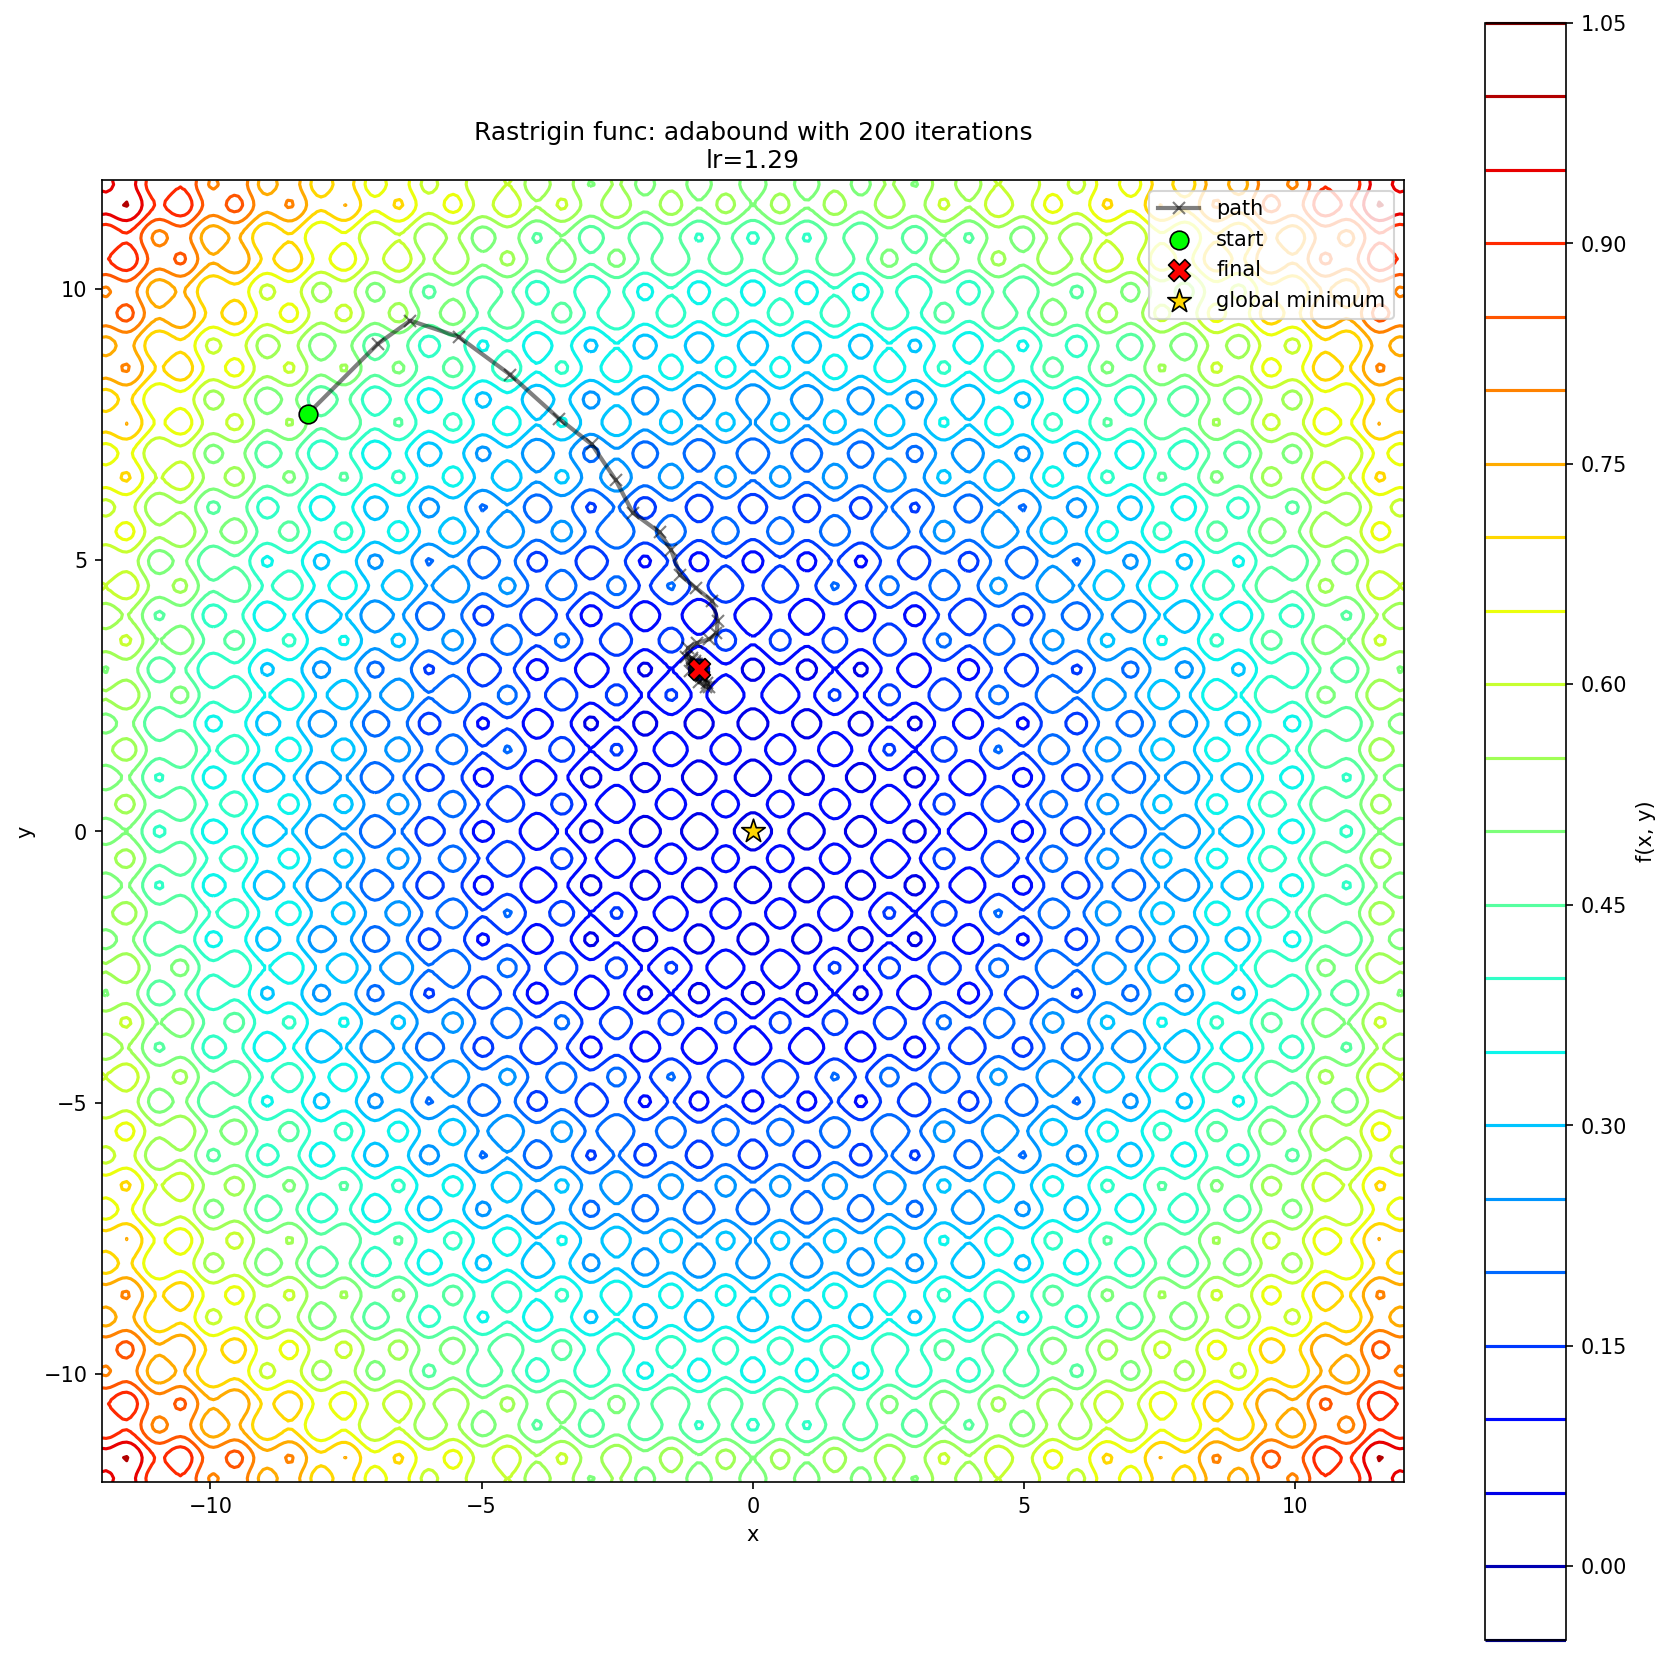 Rastrigin func: adabound with 200 iterations
lr=1.29
path
start
final
global minimum
10
5
0
−5
−10
y
−10
−5
0
5
10
x
1.05
0.90
0.75
0.60
0.45
0.30
0.15
0.00
f(x, y)